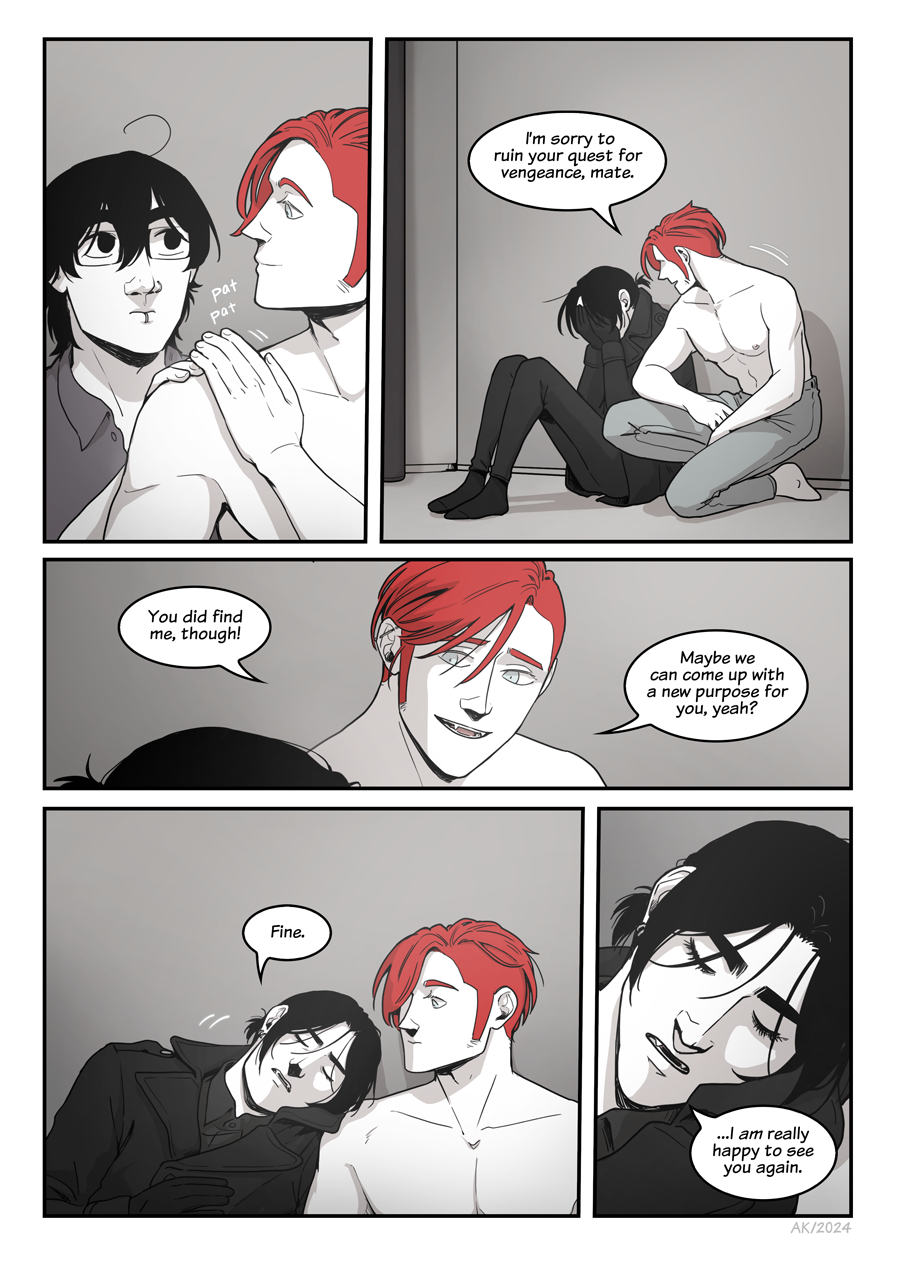 pat
pat
I'm sorry to
ruin your quest for
vengeance, mate.
You did find
me, though!
Maybe we
can come up with
a new purpose for
you, yeah?
Fine.
...I am really
happy to see
you again.
AK/2024